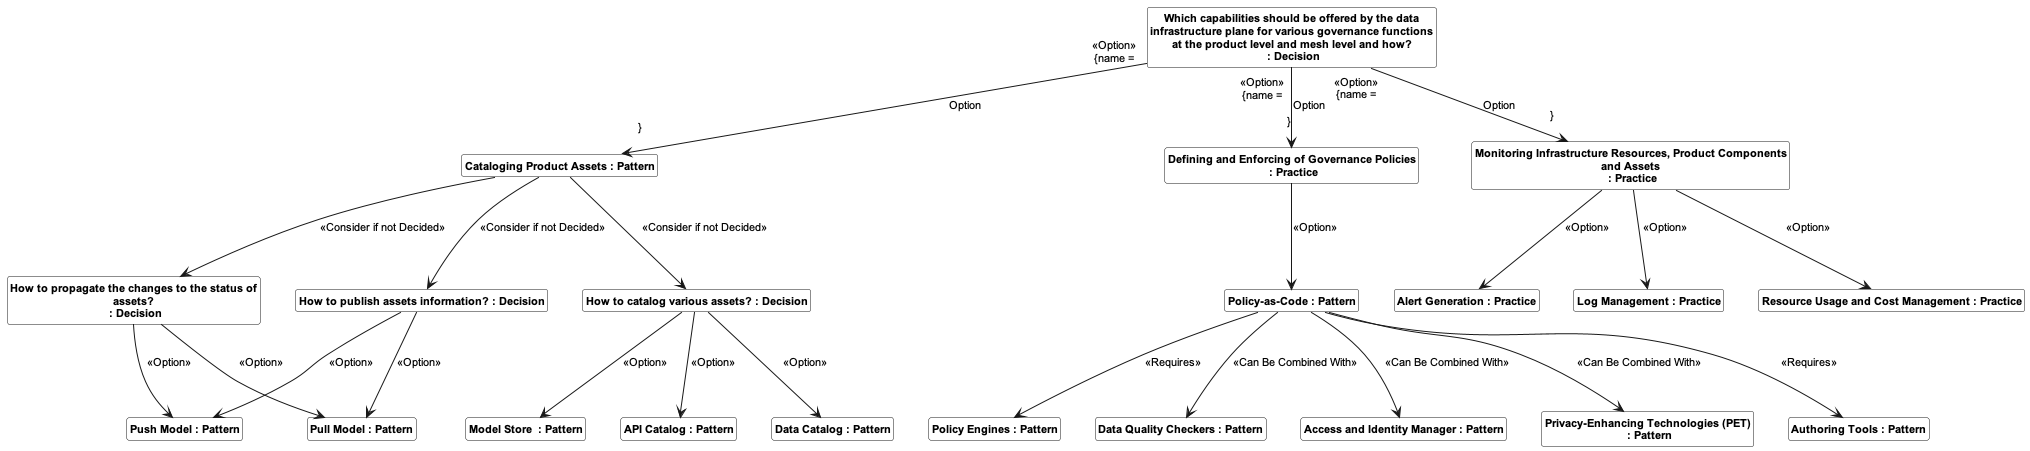 Which capabilities should be offered by the data
infrastructure plane for various governance functions
at the product level and mesh level and how?
: Decision
«Option»
{name =
Option
}
«Option»
{name =
Option
}
«Option»
{name =
Option
}
Cataloging Product Assets : Pattern
Defining and Enforcing of Governance Policies
: Practice
Monitoring Infrastructure Resources, Product Components
and Assets
: Practice
«Consider if not Decided»
«Consider if not Decided»
«Consider if not Decided»
«Option»
«Option»
«Option»
«Option»
How to propagate the changes to the status of
assets?
: Decision
How to publish assets information? : Decision
How to catalog various assets? : Decision
Policy-as-Code : Pattern
Alert Generation : Practice
Log Management : Practice
Resource Usage and Cost Management : Practice
«Option»
«Option»
«Option»
«Option»
«Option»
«Option»
«Option»
«Requires»
«Can Be Combined With»
«Can Be Combined With»
«Can Be Combined With»
«Requires»
Push Model : Pattern
Pull Model : Pattern
Model Store  : Pattern
API Catalog : Pattern
Data Catalog : Pattern
Policy Engines : Pattern
Data Quality Checkers : Pattern
Access and Identity Manager : Pattern
Privacy-Enhancing Technologies (PET)
: Pattern
Authoring Tools : Pattern